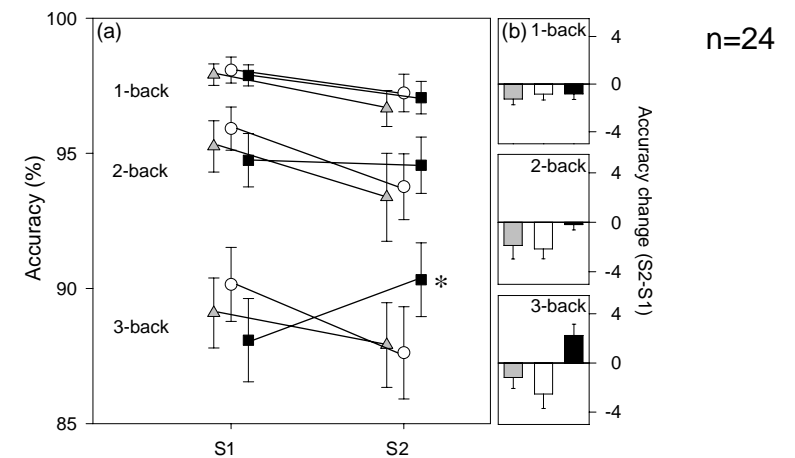 100
(a)
(b)
1-back
4
n=24
0
-4
1-back
95
2-back
4
0
-4
2-back
90
3-back
4
0
-4
3-back
*
85
S1
S2
Accuracy (%)
Accuracy change (S2-S1)